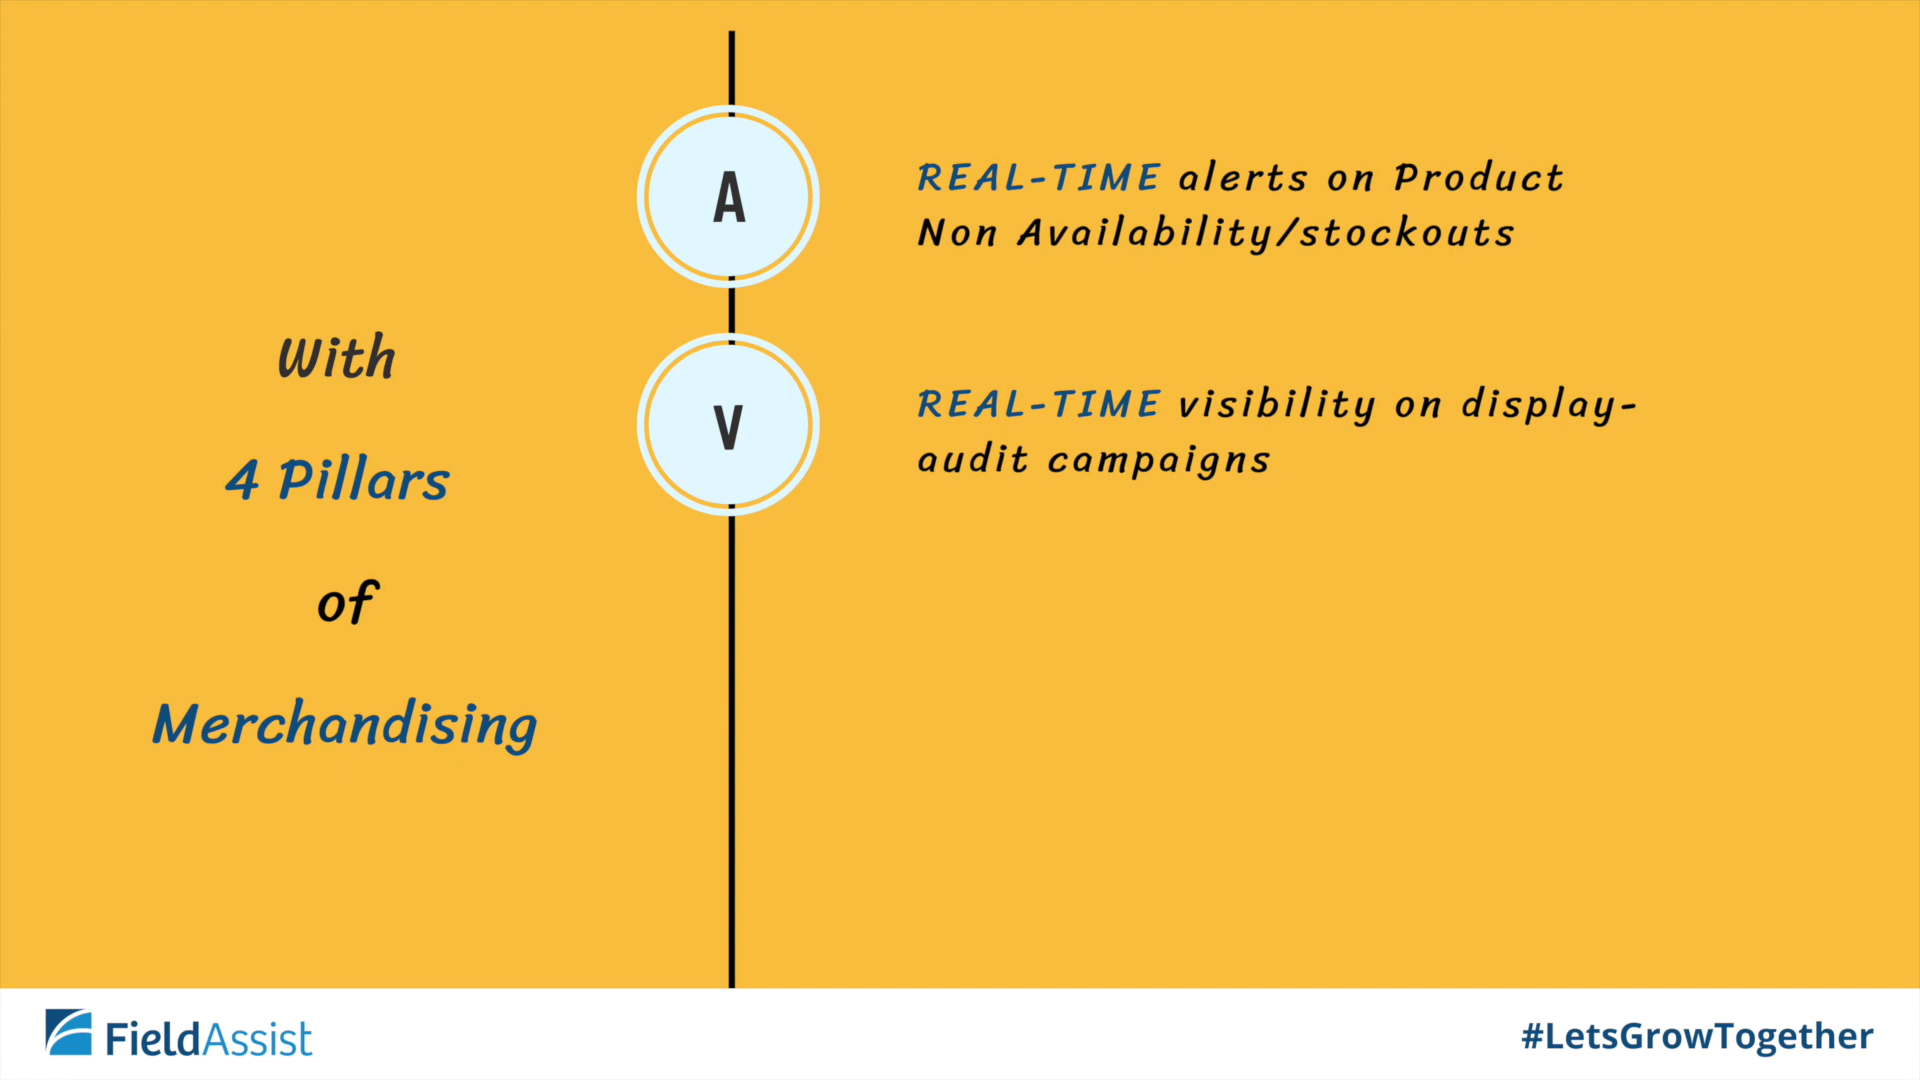 With
4 Pillars
of
Merchandising
A
REAL-TIME alerts on Product
Non Availability/stockouts
V
REAL-TIME visibility on display-
audit campaigns
FieldAssist
#LetsGrowTogether